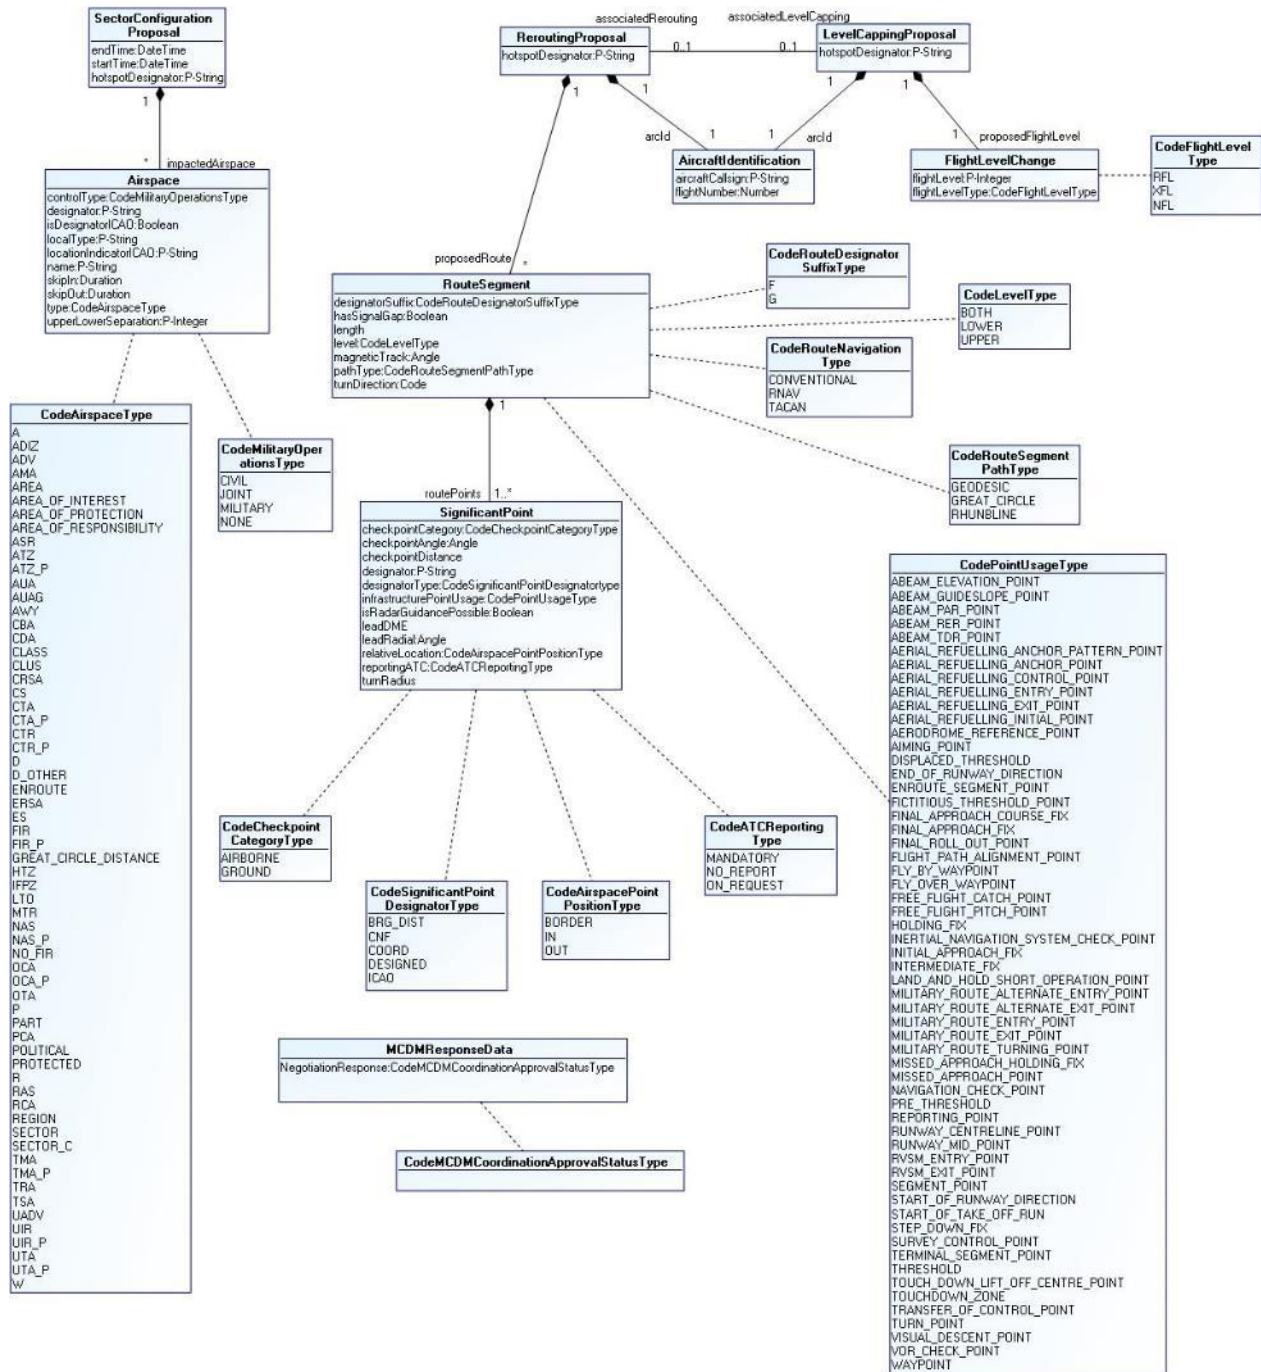 SectorConfiguration
Proposal
endTime:DateTime
startTime:DateTime
hotspotDesignator:P-String
1
*
impactedAirspace
Airspace
controlType:CodeMilitaryOperationsType
designator:P-String
isDesignatorICAO:Boolean
localType:P-String
locationIndicatorICAO:P-String
name:P-String
skipIn:Duration
skipOut:Duration
type:CodeAirspaceType
upperLowerSeparation:P-Integer
associatedRerouting
associatedLevelCapping
ReroutingProposal
hotspotDesignator:P-String
0..1
0..1
LevelCappingProposal
hotspotDesignator:P-String
1
1
1
1
arcId
1
1
arcId
1
proposedFlightLevel
AircraftIdentification
aircraftCallsign:P-String
flightNumber:Number
FlightLevelChange
flightLevel:P-Integer
flightLevelType:CodeFlightLevelType
CodeFlightLevel
Type
RFL
XFL
NFL
proposedRoute
*
RouteSegment
designatorSuffix:CodeRouteDesignatorSuffixType
hasSignalGap:Boolean
length
level:CodeLevelType
magneticTrack:Angle
pathType:CodeRouteSegmentPathType
turnDirection:Code
CodeRouteDesignator
SuffixType
F
G
CodeLevelType
BOTH
LOWER
UPPER
CodeRouteNavigation
Type
CONVENTIONAL
RNAV
TACAN
CodeRouteSegment
PathType
GEODESIC
GREAT_CIRCLE
RHUNBLINE
CodeAirspaceType
A
ADIZ
ADV
AMA
AREA
AREA_OF_INTEREST
AREA_OF_PROTECTION
AREA_OF_RESPONSIBILITY
ASR
ATZ
ATZ_P
AUA
AUAG
AWY
CBA
CDA
CLASS
CLUS
CRSA
CS
CTA
CTA_P
CTR
CTR_P
D
D_OTHER
ENROUTE
ERSA
ES
FIR
FIR_P
GREAT_CIRCLE_DISTANCE
HTZ
IFPZ
LTO
MTR
NAS
NAS_P
NO_FIR
OCA
OCA_P
OTA
P
PART
PCA
POLITICAL
PROTECTED
R
RAS
RCA
REGION
SECTOR
SECTOR_C
TMA
TMA_P
TRA
TSA
UADV
UIR
UIR_P
UTA
UTA_P
W
CodeMilitaryOper
ationsType
CIVIL
JOINT
MILITARY
NONE
1
routePoints
1..*
SignificantPoint
checkpointCategory:CodeCheckpointCategoryType
checkpointAngle:Angle
checkpointDistance
designator:P-String
designatorType:CodeSignificantPointDesignatortype
infrastructurePointUsage:CodePointUsageType
isRadarGuidancePossible:Boolean
leadDME
leadRadial:Angle
relativeLocation:CodeAirspacePointPositionType
reportingATC:CodeATCReportingType
turnRadius
CodeCheckpoint
CategoryType
AIRBORNE
GROUND
CodeSignificantPoint
DesignatorType
BRG_DIST
CNF
COORD
DESIGNED
ICAO
CodeAirspacePoint
PositionType
BORDER
IN
OUT
CodeATCReporting
Type
MANDATORY
NO_REPORT
ON_REQUEST
MCDMResponseData
NegotiationResponse:CodeMCDMCoordinationApprovalStatusType
CodeMCDMCoordinationApprovalStatusType
CodePointUsageType
ABEAM_ELEVATION_POINT
ABEAM_GUIDESLOPE_POINT
ABEAM_PAR_POINT
ABEAM_RER_POINT
ABEAM_TDR_POINT
AERIAL_REFUELLING_ANCHOR_PATTERN_POINT
AERIAL_REFUELLING_ANCHOR_POINT
AERIAL_REFUELLING_CONTROL_POINT
AERIAL_REFUELLING_ENTRY_POINT
AERIAL_REFUELLING_EXIT_POINT
AERIAL_REFUELLING_INITIAL_POINT
AERODROME_REFERENCE_POINT
AIMING_POINT
DISPLACED_THRESHOLD
END_OF_RUNWAY_DIRECTION
ENROUTE_SEGMENT_POINT
FICTITIOUS_THRESHOLD_POINT
FINAL_APPROACH_COURSE_FIX
FINAL_APPROACH_FIX
FINAL_ROLL_OUT_POINT
FLIGHT_PATH_ALIGNMENT_POINT
FLY_BY_WAYPOINT
FLY_OVER_WAYPOINT
FREE_FLIGHT_CATCH_POINT
FREE_FLIGHT_PITCH_POINT
HOLDING_FIX
INERTIAL_NAVIGATION_SYSTEM_CHECK_POINT
INITIAL_APPROACH_FIX
INTERMEDIATE_FIX
LAND_AND_HOLD_SHORT_OPERATION_POINT
MILITARY_ROUTE_ALTERNATE_ENTRY_POINT
MILITARY_ROUTE_ALTERNATE_EXIT_POINT
MILITARY_ROUTE_ENTRY_POINT
MILITARY_ROUTE_EXIT_POINT
MILITARY_ROUTE_TURNING_POINT
MISSED_APPROACH_HOLDING_FIX
MISSED_APPROACH_POINT
NAVIGATION_CHECK_POINT
PRE_THRESHOLD
REPORTING_POINT
RUNWAY_CENTRELINE_POINT
RUNWAY_MID_POINT
RVSM_ENTRY_POINT
RVSM_EXIT_POINT
SEGMENT_POINT
START_OF_RUNWAY_DIRECTION
START_OF_TAKE_OFF_RUN
STEP_DOWN_FIX
SURVEY_CONTROL_POINT
TERMINAL_SEGMENT_POINT
THRESHOLD
TOUCH_DOWN_LIFT_OFF_CENTRE_POINT
TOUCHDOWN_ZONE
TRANSFER_OF_CONTROL_POINT
TURN_POINT
VISUAL_DESCENT_POINT
VOR_CHECK_POINT
WAYPOINT